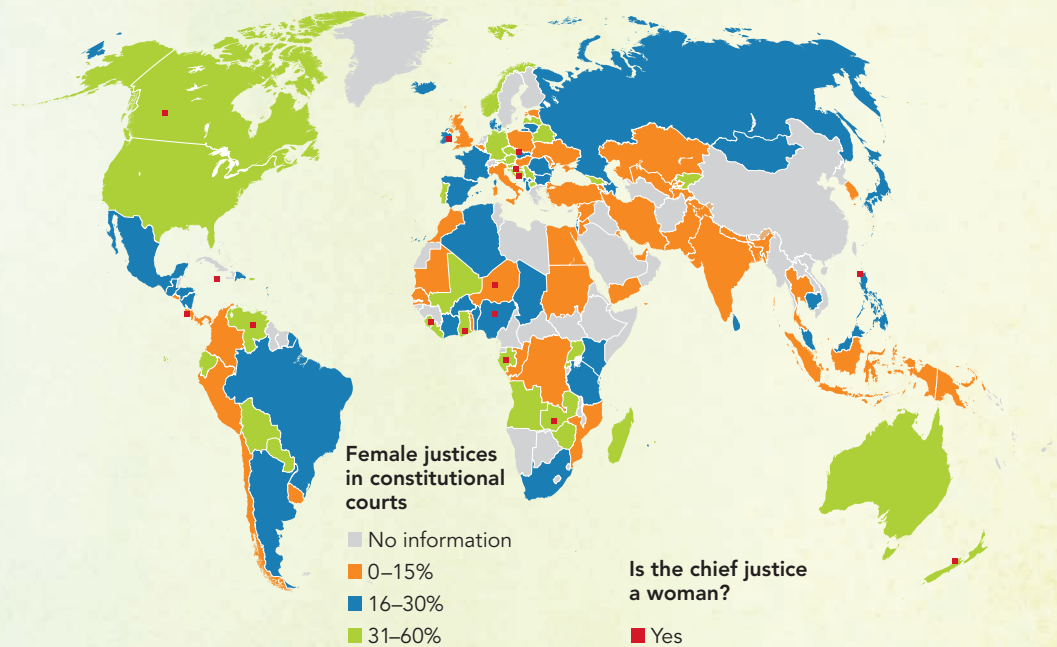 Female justices
in constitutional
courts
No information
0–15%
16–30%
31–60%
Is the chief justice
a woman?
Yes